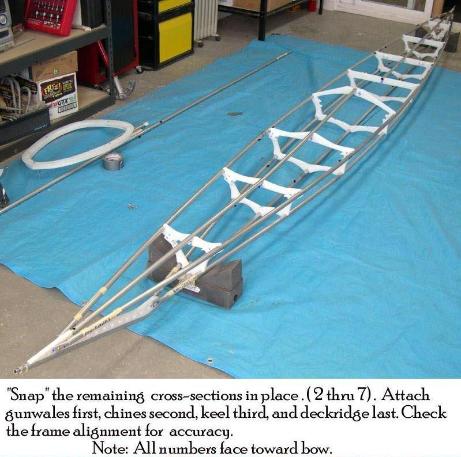 "Snap" the remaining cross-sections in place .( 2 thru 7) . Attach
gunwales first, chines second, keel third, and deckridge last. Check
the frame alignment for accuracy.
Note: All numbers face toward bow.